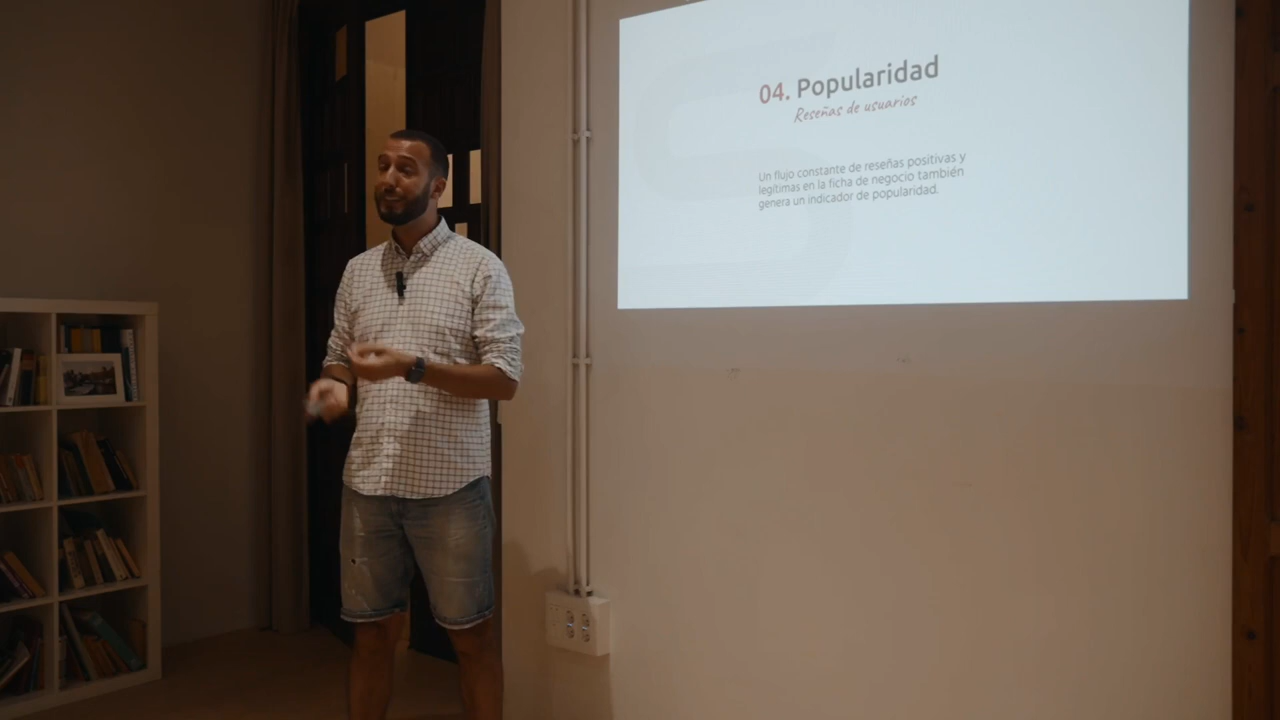 04. Popularidad
Reseñas de usuarios
Un flujo constante de reseñas positivas y
legítimas en la ficha de negocio también
genera un indicador de popularidad.